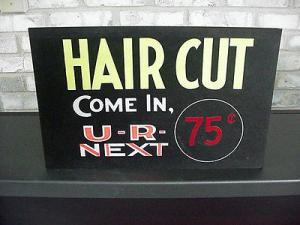 HAIR CUT
COME IN,
U-R-
NEXT
75¢